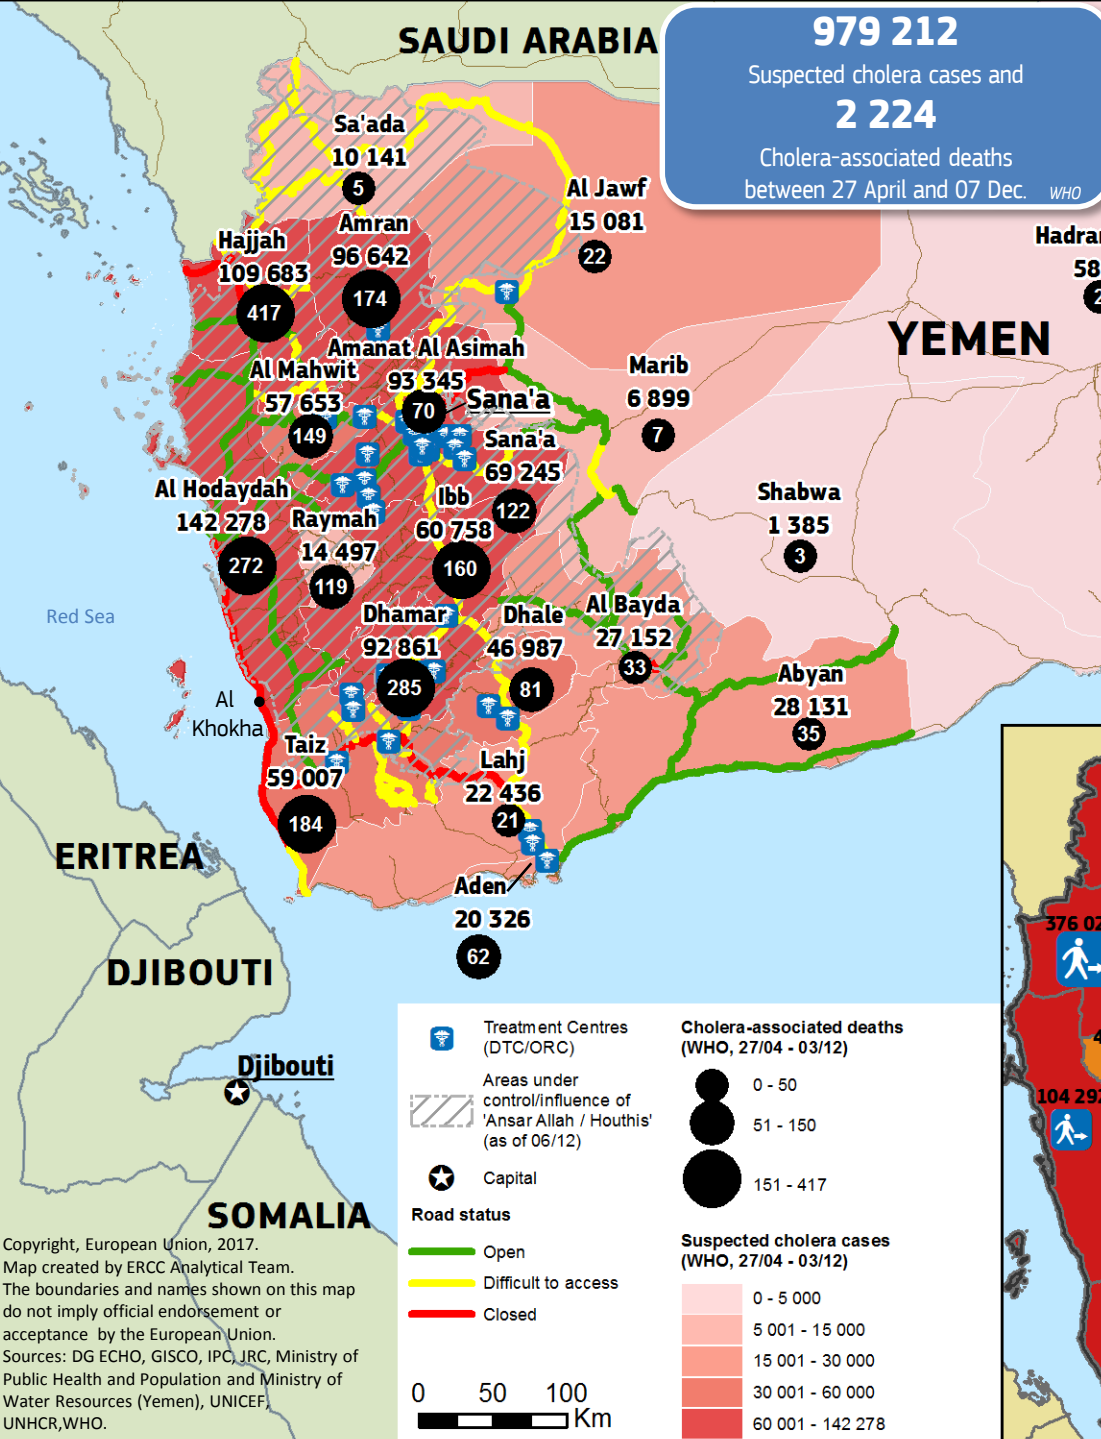 SAUDI ARABIA
979 212
Suspected cholera cases and
2 224
Cholera-associated deaths
between 27 April and 07 Dec.
WHO
Sa'ada
10 141
5
Al Jawf
15 081
22
Amran
96 642
174
Hajjah
109 683
417
YEMEN
Amanat Al Asimah
93 345
70
Al Mahwit
57 653
149
Marib
6 899
7
Sana'a
Sana'a
69 245
122
Al Hodaydah
142 278
272
Ibb
60 758
160
Raymah
14 497
119
Shabwa
1 385
3
Red Sea
Dhamar
92 861
285
Dhale
46 987
81
Al Bayda
27 152
33
Abyan
28 131
35
Al
Khokha
Taiz
59 007
184
Lahj
22 436
21
ERITREA
Aden
20 326
62
DJIBOUTI
Djibouti
SOMALIA
Copyright, European Union, 2017.
Map created by ERCC Analytical Team.
The boundaries and names shown on this map
do not imply official endorsement or
acceptance by the European Union.
Sources: DG ECHO, GISCO, IPC, JRC, Ministry of
Public Health and Population and Ministry of
Water Resources (Yemen), UNICEF,
UNHCR,WHO.
Treatment Centres
(DTC/ORC)
Areas under
control/influence of
'Ansar Allah / Houthis'
(as of 06/12)
Capital
Road status
Open
Difficult to access
Closed
0 50 100
Km
Cholera-associated deaths
(WHO, 27/04 - 03/12)
0 - 50
51 - 150
151 - 417
Suspected cholera cases
(WHO, 27/04 - 03/12)
0 - 5 000
5 001 - 15 000
15 001 - 30 000
30 001 - 60 000
60 001 - 142 278